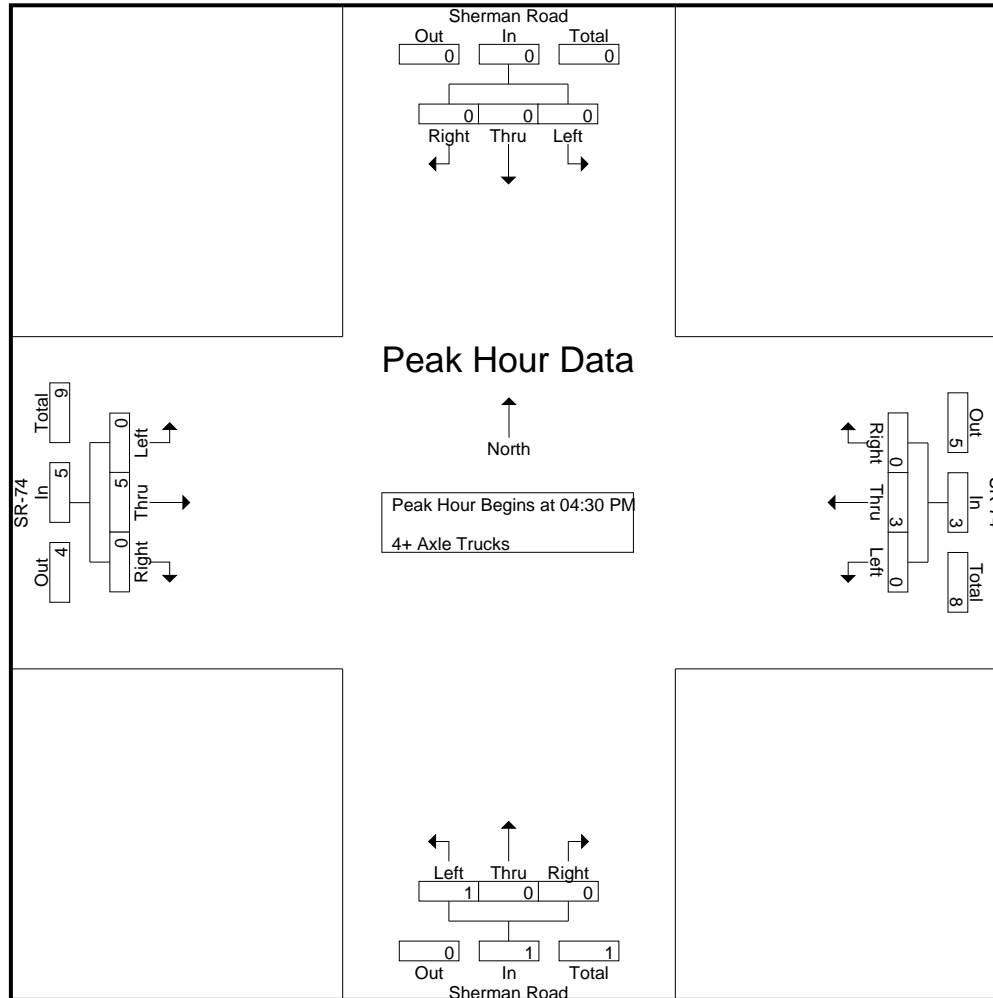 Sherman Road
Out In Total
0 0 0
0 0 0
Right Thru Left
Peak Hour Data
North
Peak Hour Begins at 04:30 PM
4+ Axle Trucks
SR-74
Total In Out
9 5 4
0 5 0
Left Thru Right
Right Thru Left
0 3 0
Out In Total
5 3 8
Left Thru Right
1 0 0
0 1 1
Out In Total
Sherman Road